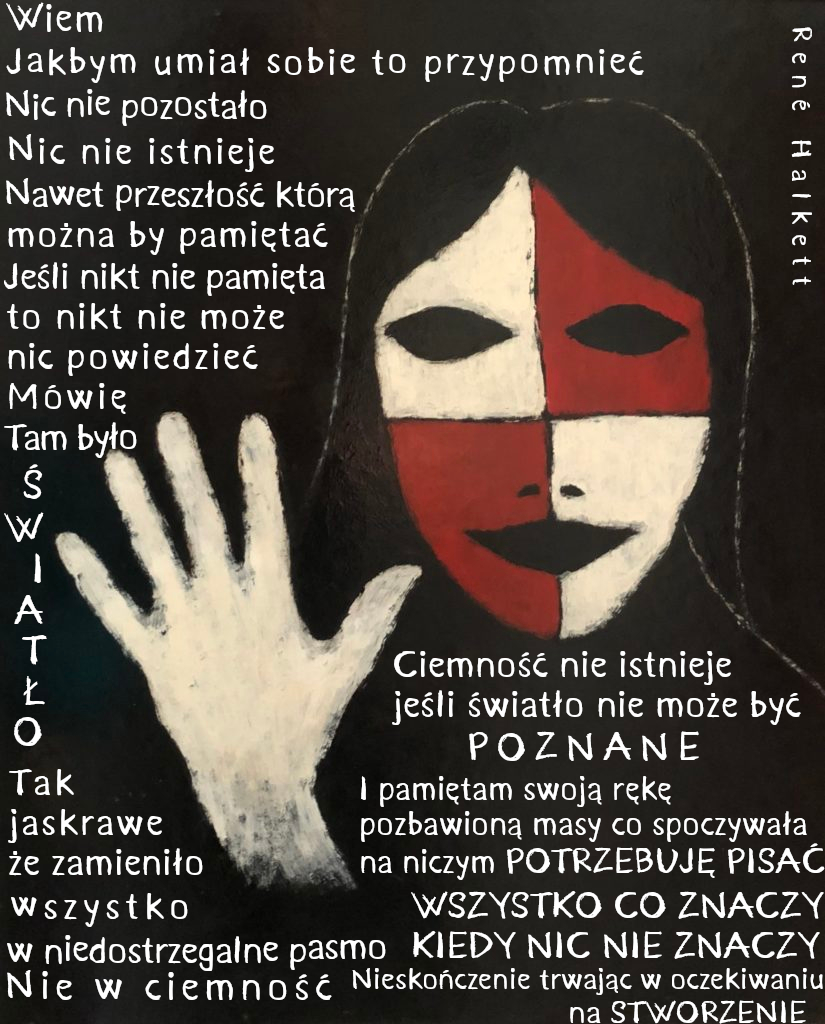 Wiem
Jakbym umiał sobie to przypomnieć
Nic nie pozostało
Nic nie istnieje
Nawet przeszłość którą
można by pamiętać
Jeśli nikt nie pamięta
to nikt nie może
nic powiedzieć
Mówię
Tam było
ŚWIATŁO
Tak
jaskrawe
że zamieniło
wszystko
w niedostrzegalne pasmo
Nie w ciemność
Ciemność nie istnieje
jeśli światło nie może być
POZNANE
I pamiętam swoją rękę
pozbawioną masy co spoczywała
na niczym POTRZEBUJĘ PISAĆ
WSZYSTKO CO ZNACZY
KIEDY NIC NIE ZNACZY
Nieskończenie trwając w oczekiwaniu
na STWORZENIE
René Halkett